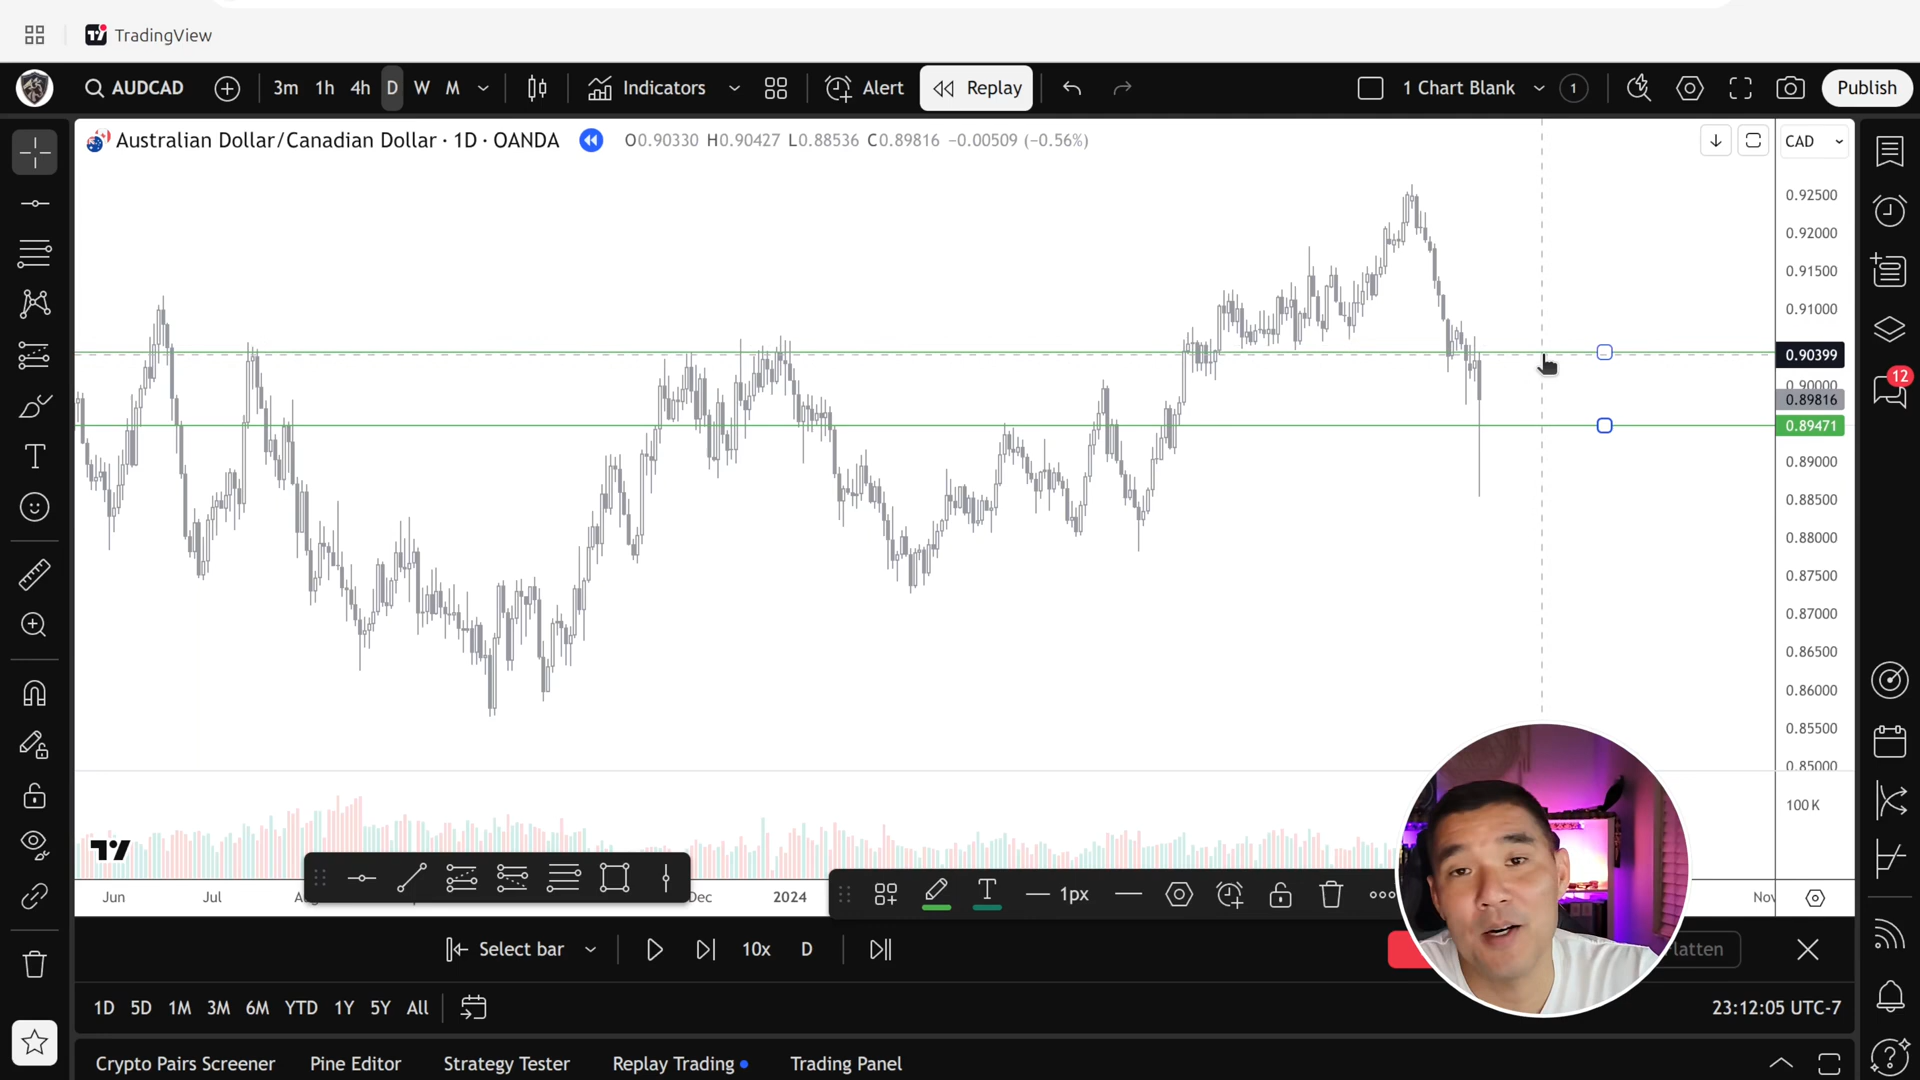 TradingView
AUDCAD
3m 1h 4h D W M
Indicators
Alert
Replay
1 Chart Blank
1
Publish
Australian Dollar/Canadian Dollar · 1D · OANDA
O0.90330 H0.90427 L0.88536 C0.89816 −0.00509 (−0.56%)
CAD
0.92500
0.92000
0.91500
0.91000
0.90399
0.90000
0.89816
0.89471
0.89000
0.88500
0.88000
0.87500
0.87000
0.86500
0.86000
0.85500
0.85000
100 K
12
Jun Jul Dec 2024 Nov
1px
Select bar
10x
D
1D 5D 1M 3M 6M YTD 1Y 5Y All
23:12:05 UTC-7
Crypto Pairs Screener
Pine Editor
Strategy Tester
Replay Trading
Trading Panel